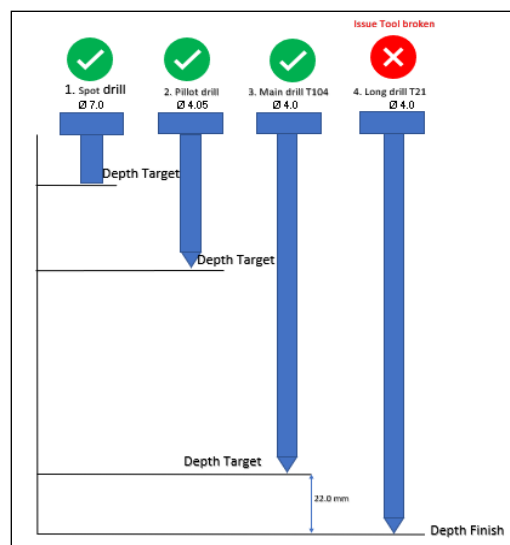 Issue Tool broken
1. Spot drill
Ø 7.0
2. Pillot drill
Ø 4.05
3. Main drill T104
Ø 4.0
4. Long drill T21
Ø 4.0
Depth Target
Depth Target
Depth Target
22.0 mm
Depth Finish